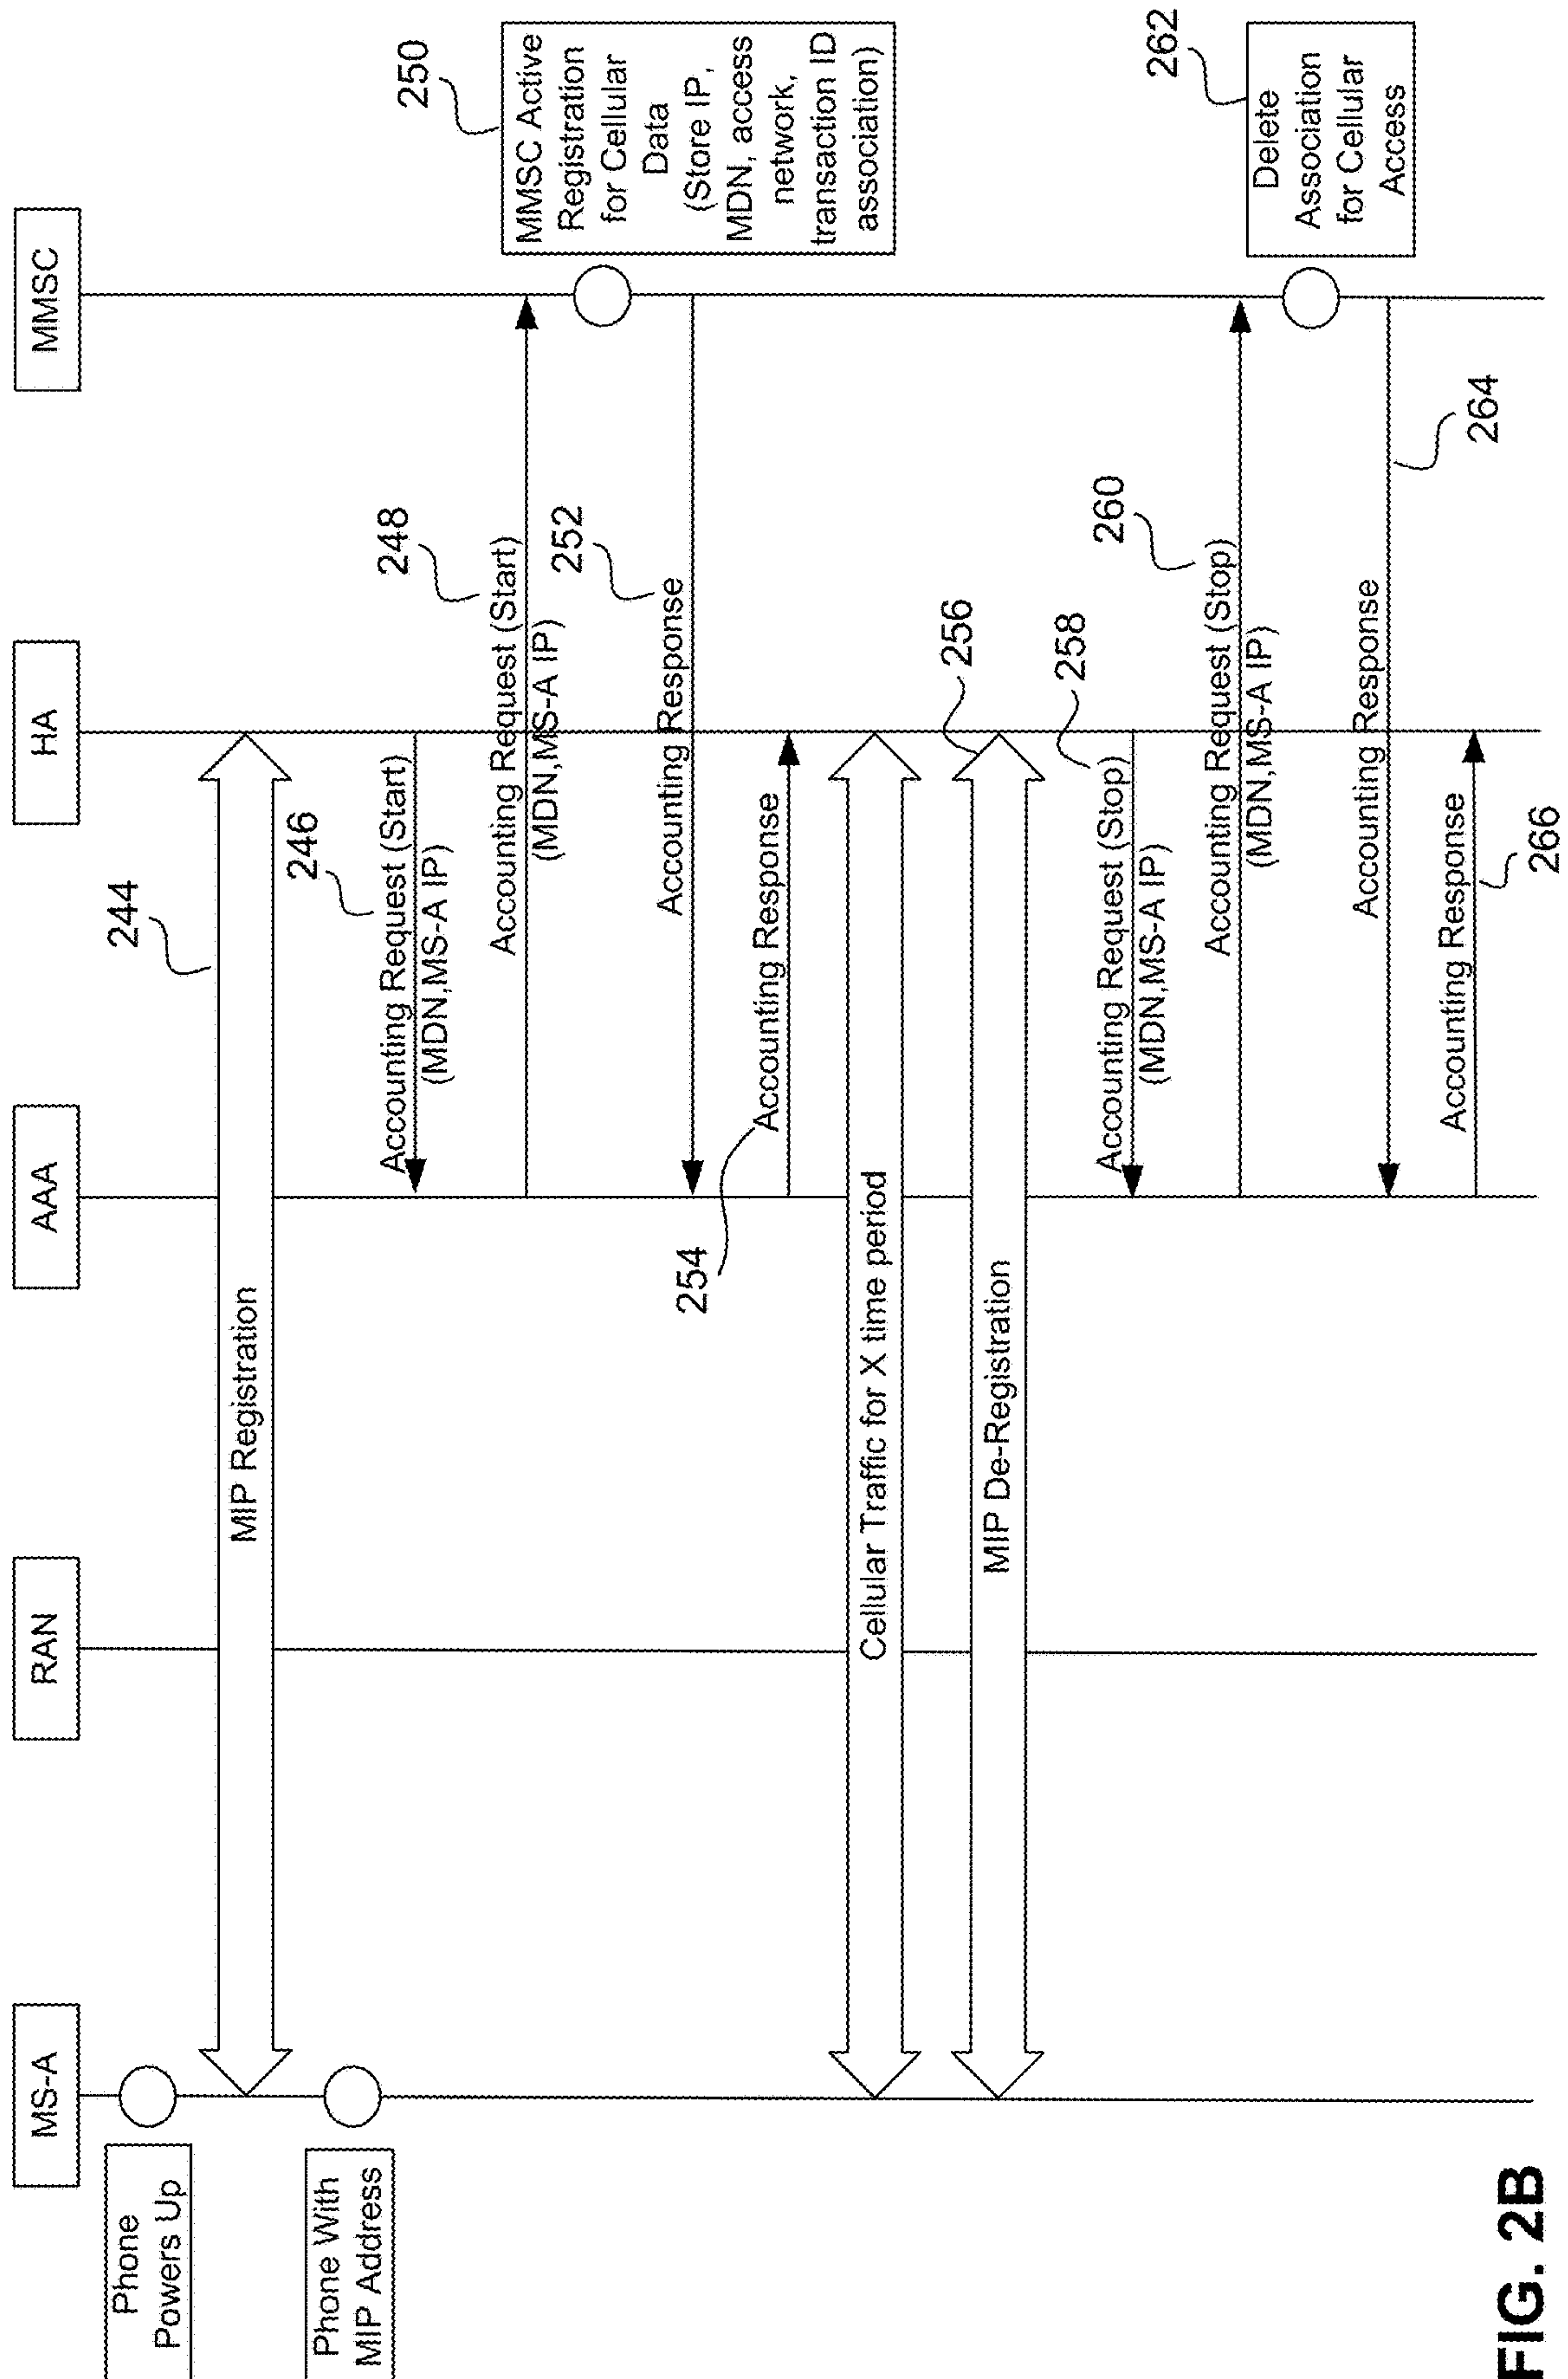 MS-A
RAN
AAA
HA
MMSC
Phone
Powers Up
244
MIP Registration
Phone With
MIP Address
246
Accounting Request (Start)
(MDN,MS-A IP)
248
Accounting Request (Start)
(MDN,MS-A IP)
250
MMSC Active
Registration
for Cellular
Data
(Store IP,
MDN, access
network,
transaction ID
association)
252
Accounting Response
254
Accounting Response
Cellular Traffic for X time period
256
MIP De-Registration
258
Accounting Request (Stop)
(MDN,MS-A IP)
260
Accounting Request (Stop)
(MDN,MS-A IP)
262
Delete
Association
for Cellular
Access
Accounting Response
264
Accounting Response
266
FIG. 2B